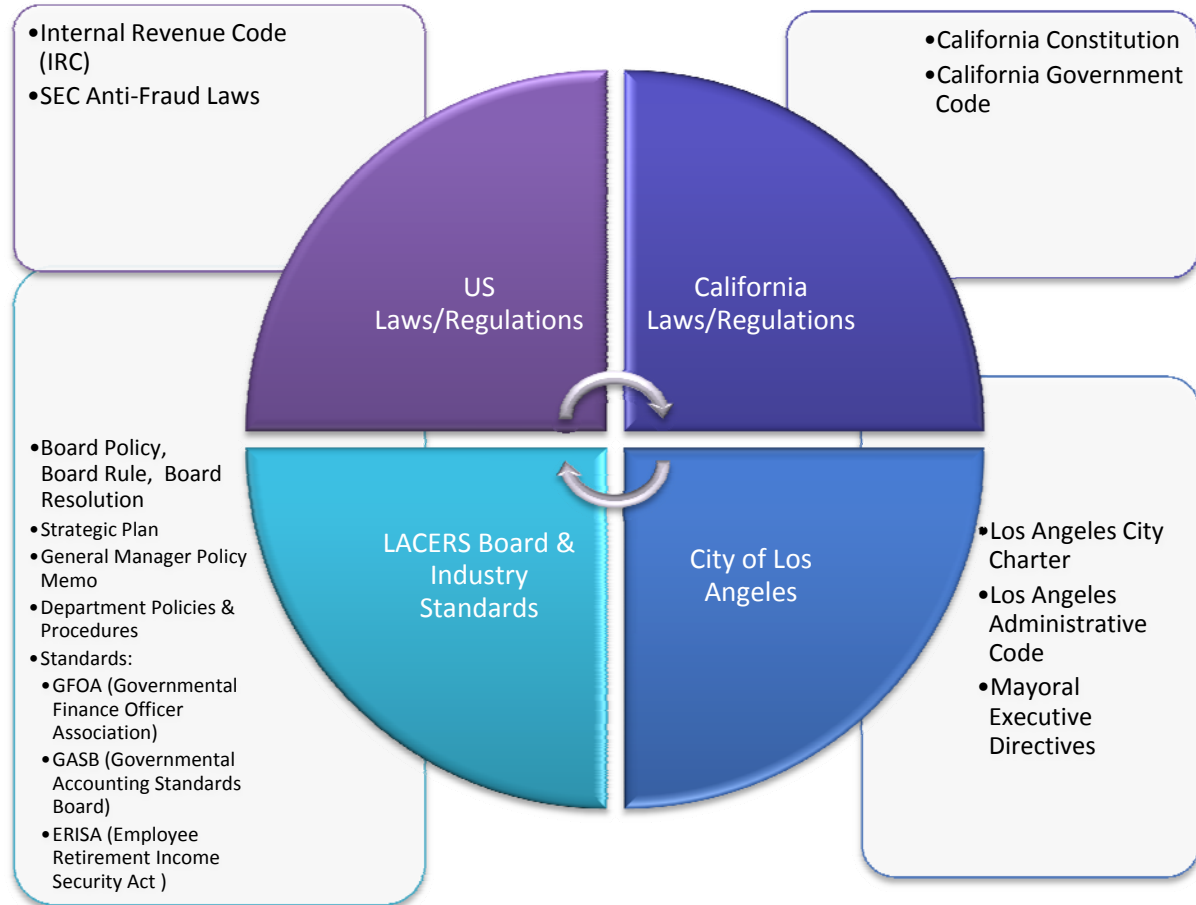 •Internal Revenue Code
(IRC)
•SEC Anti-Fraud Laws
•California Constitution
•California Government
Code
US
Laws/Regulations
California
Laws/Regulations
•Board Policy,
Board Rule,  Board
Resolution
•Strategic Plan
•General Manager Policy
Memo
•Department Policies &
Procedures
•Standards:
•GFOA (Governmental
Finance Officer
Association)
•GASB (Governmental
Accounting Standards
Board)
•ERISA (Employee
Retirement Income
Security Act )
LACERS Board &
Industry
Standards
City of Los
Angeles
•Los Angeles City
Charter
•Los Angeles
Administrative
Code
•Mayoral
Executive
Directives